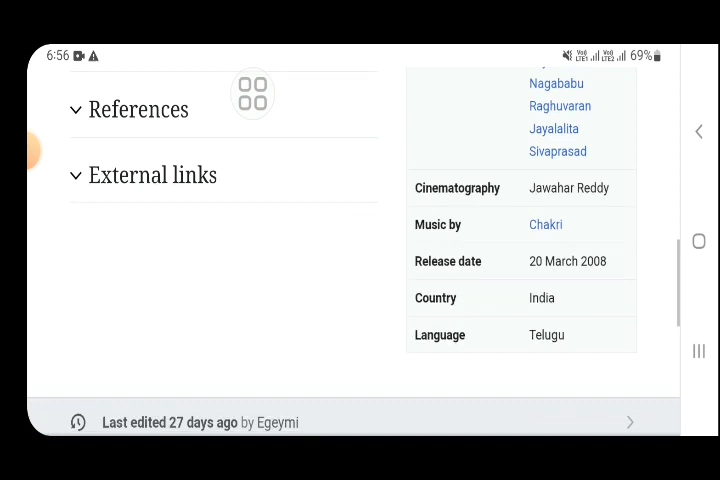 6:56 69%
Nagababu
References
Raghuvaran
Jayalalita
Sivaprasad
External links
Cinematography Jawahar Reddy
Music by Chakri
Release date 20 March 2008
Country India
Language Telugu
Last edited 27 days ago by Egeymi